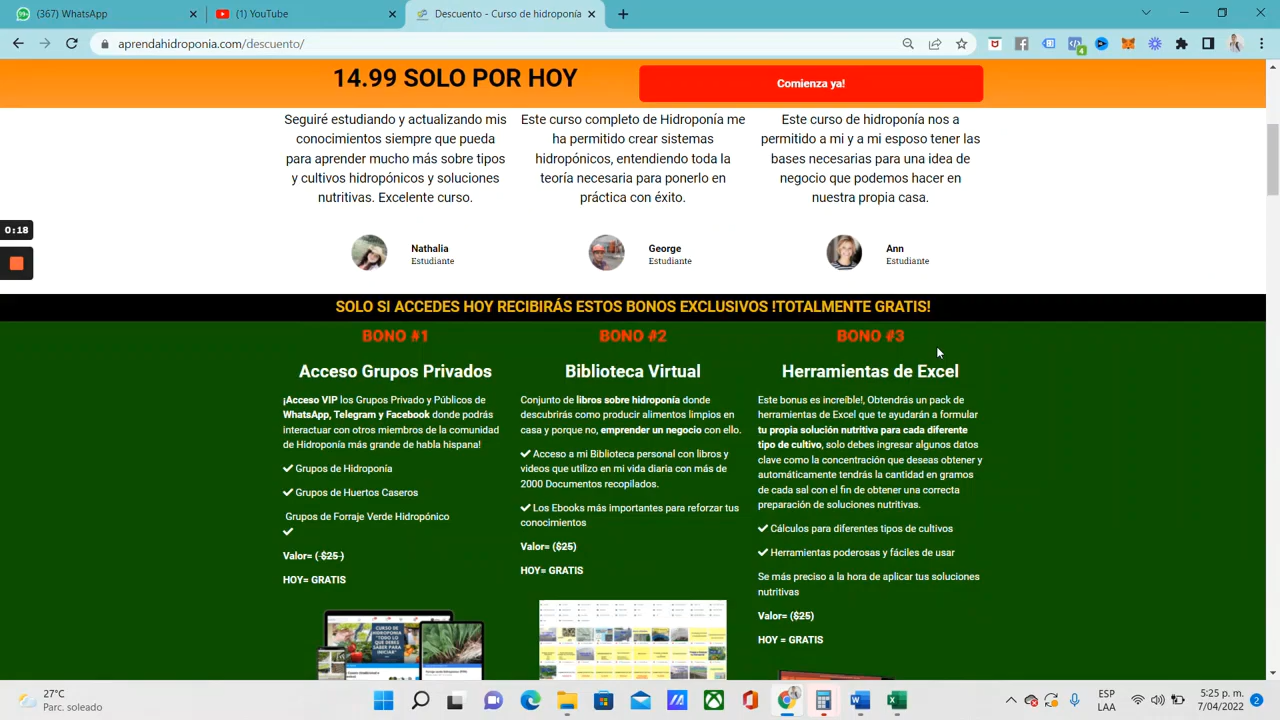 (367) WhatsApp
(1) YouTube
Descuento - Curso de hidroponía
aprendahidroponia.com/descuento/
4
14.99 SOLO POR HOY
Comienza ya!
Seguiré estudiando y actualizando mis
conocimientos siempre que pueda
para aprender mucho más sobre tipos
y cultivos hidropónicos y soluciones
nutritivas. Excelente curso.
Este curso completo de Hidroponía me
ha permitido crear sistemas
hidropónicos, entendiendo toda la
teoría necesaria para ponerlo en
práctica con éxito.
Este curso de hidroponía nos a
permitido a mi y a mi esposo tener las
bases necesarias para una idea de
negocio que podemos hacer en
nuestra propia casa.
0:18
Nathalia
Estudiante
George
Estudiante
Ann
Estudiante
SOLO SI ACCEDES HOY RECIBIRÁS ESTOS BONOS EXCLUSIVOS !TOTALMENTE GRATIS!
BONO #1
Acceso Grupos Privados
¡Acceso VIP los Grupos Privado y Públicos de
WhatsApp, Telegram y Facebook donde podrás
interactuar con otros miembros de la comunidad
de Hidroponía más grande de habla hispana!
Grupos de Hidroponía
Grupos de Huertos Caseros
Grupos de Forraje Verde Hidropónico
Valor= ( $25 )
HOY= GRATIS
BONO #2
Biblioteca Virtual
Conjunto de libros sobre hidroponía donde
descubrirás como producir alimentos limpios en
casa y porque no, emprender un negocio con ello.
Acceso a mi Biblioteca personal con libros y
videos que utilizo en mi vida diaria con más de
2000 Documentos recopilados.
Los Ebooks más importantes para reforzar tus
conocimientos
Valor= ($25)
HOY= GRATIS
BONO #3
Herramientas de Excel
Este bonus es increíble!, Obtendrás un pack de
herramientas de Excel que te ayudarán a formular
tu propia solución nutritiva para cada diferente
tipo de cultivo, solo debes ingresar algunos datos
clave como la concentración que deseas obtener y
automáticamente tendrás la cantidad en gramos
de cada sal con el fin de obtener una correcta
preparación de soluciones nutritivas.
Cálculos para diferentes tipos de cultivos
Herramientas poderosas y fáciles de usar
Se más preciso a la hora de aplicar tus soluciones
nutritivas
Valor= ($25)
HOY = GRATIS
CURSO DE
HIDROPONÍA
27°C
Parc. soleado
ESP
LAA
5:25 p. m.
7/04/2022
2